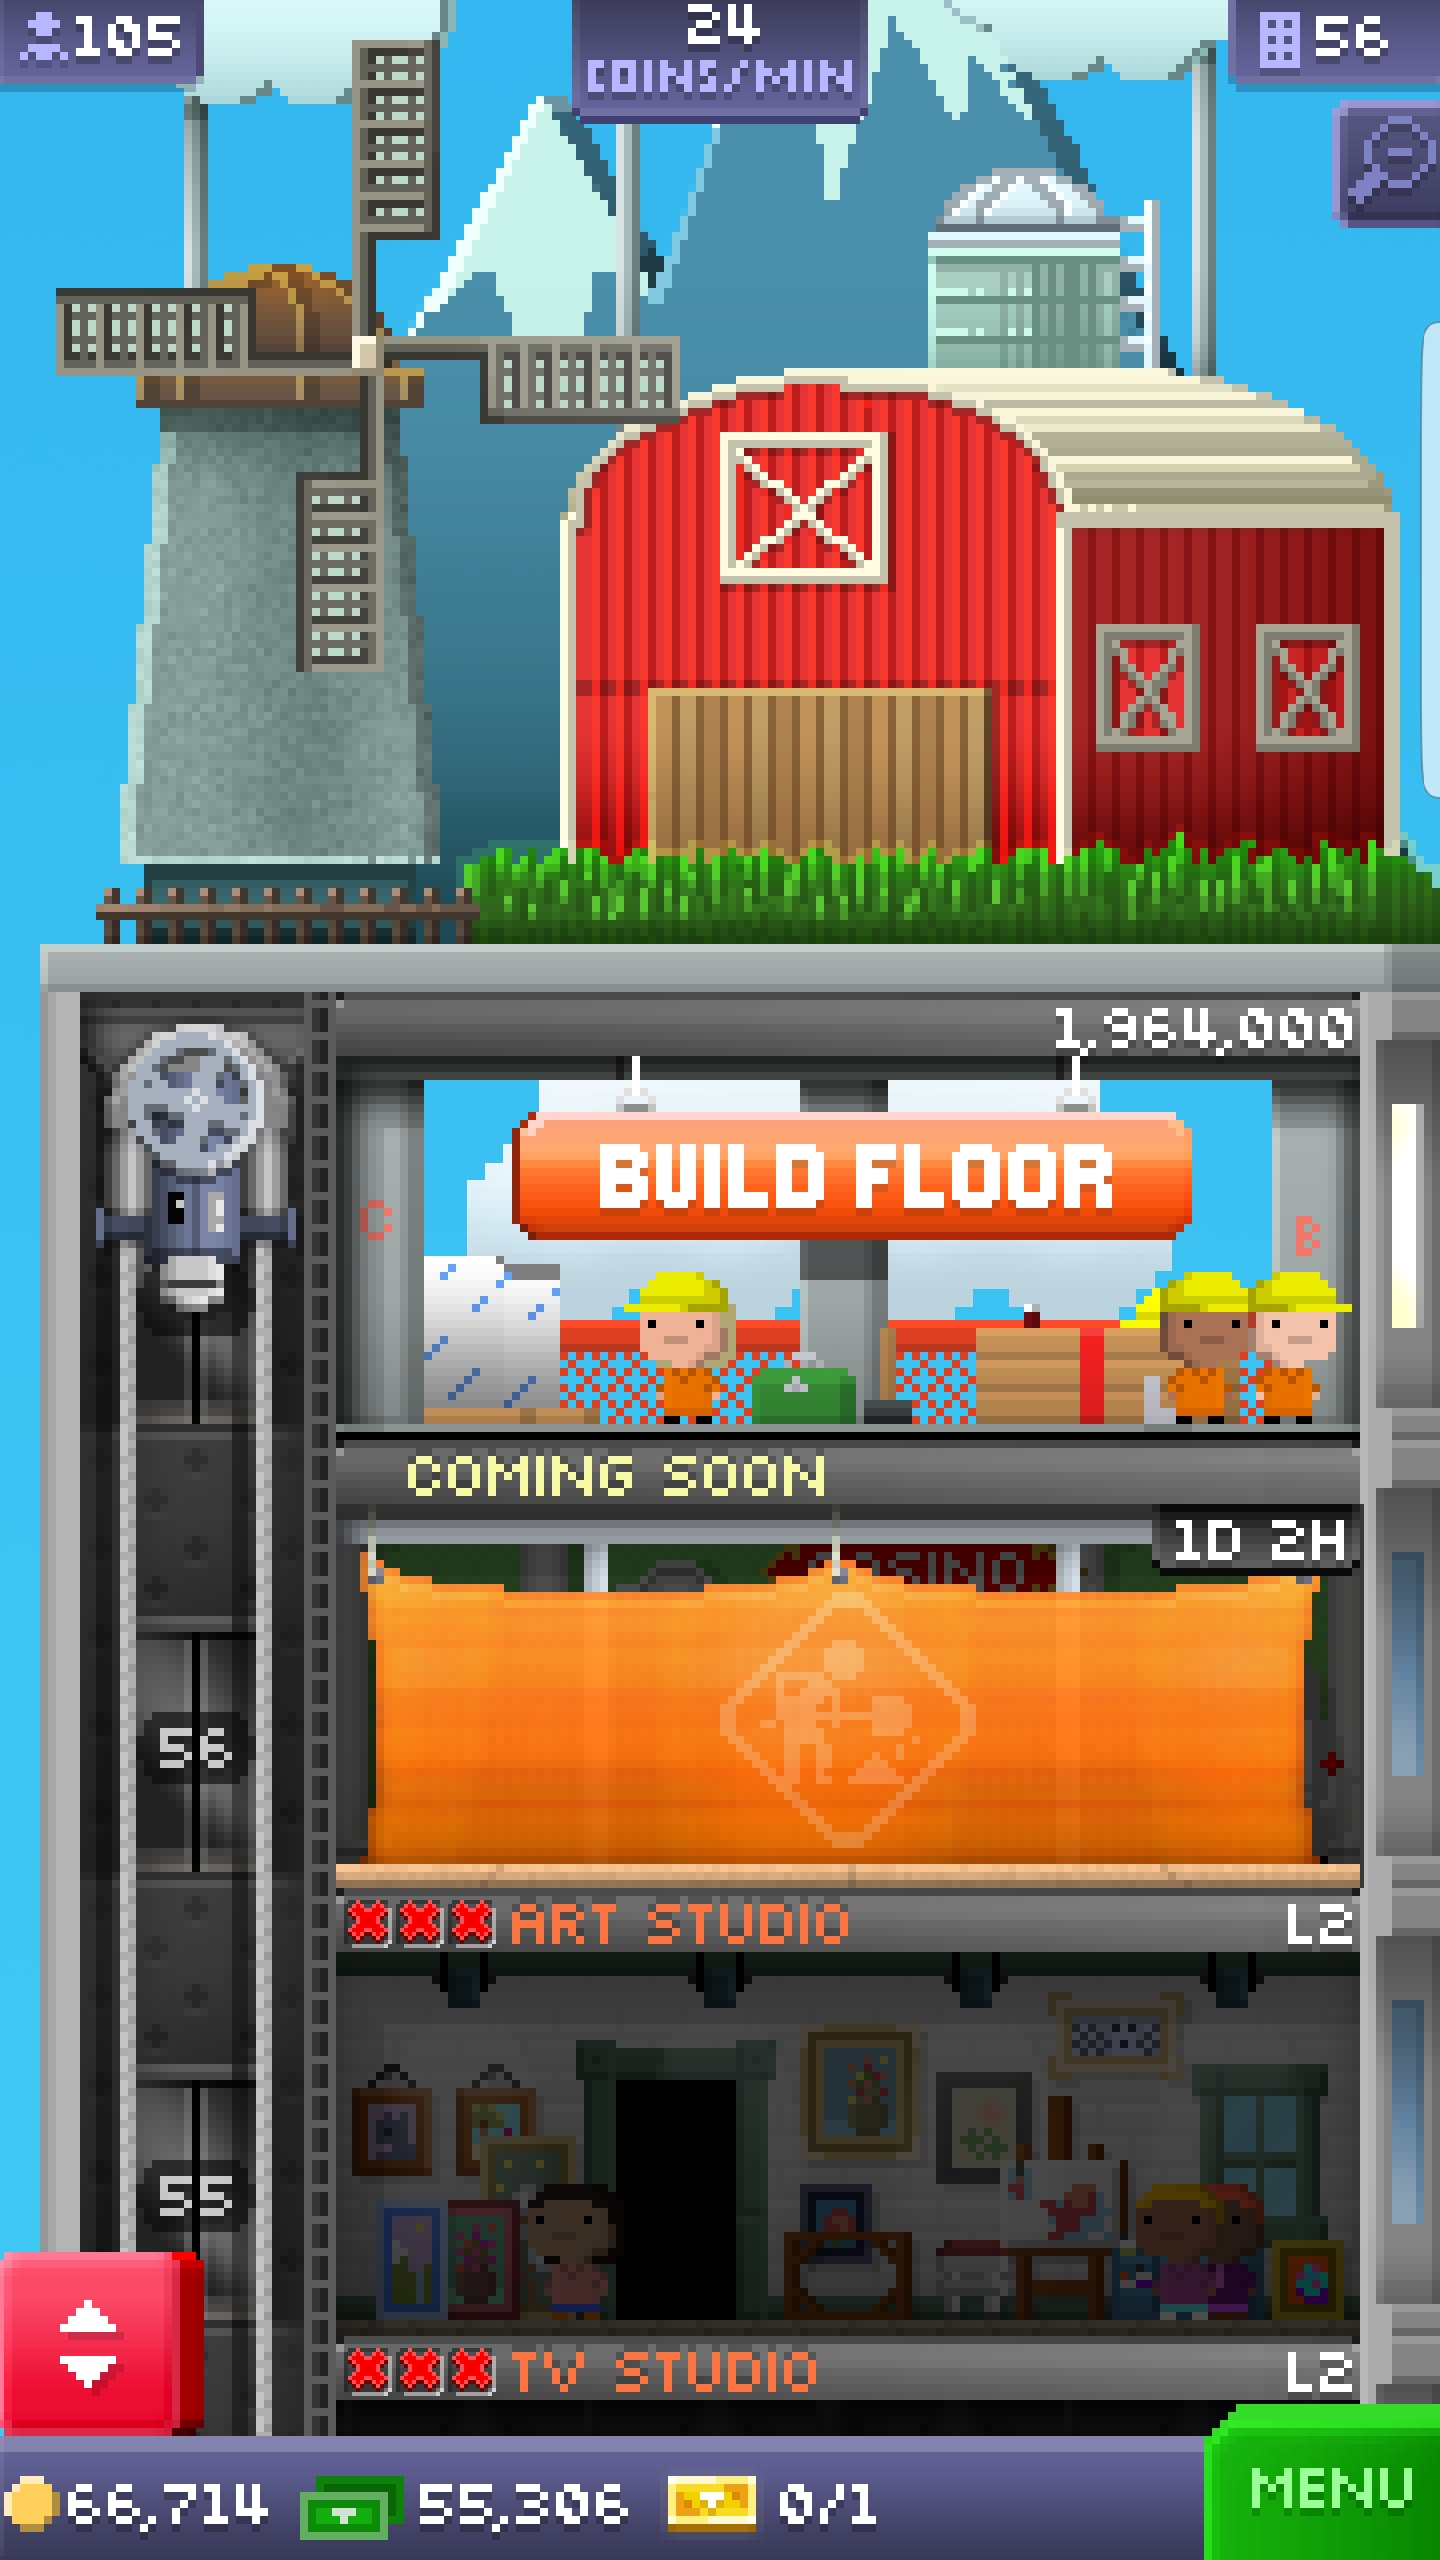 105
24
COINS/MIN
56
1,964,000
BUILD FLOOR
C
B
COMING SOON
1D 2H
56
ART STUDIO
L2
55
TV STUDIO
L2
66,714
55,306
0/1
MENU